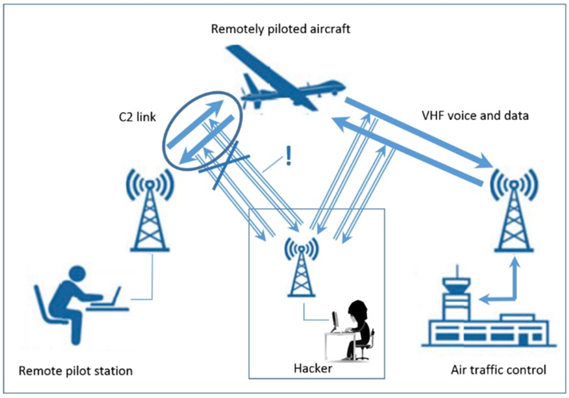 Remotely piloted aircraft
C2 link
VHF voice and data
!
Remote pilot station
Hacker
Air traffic control